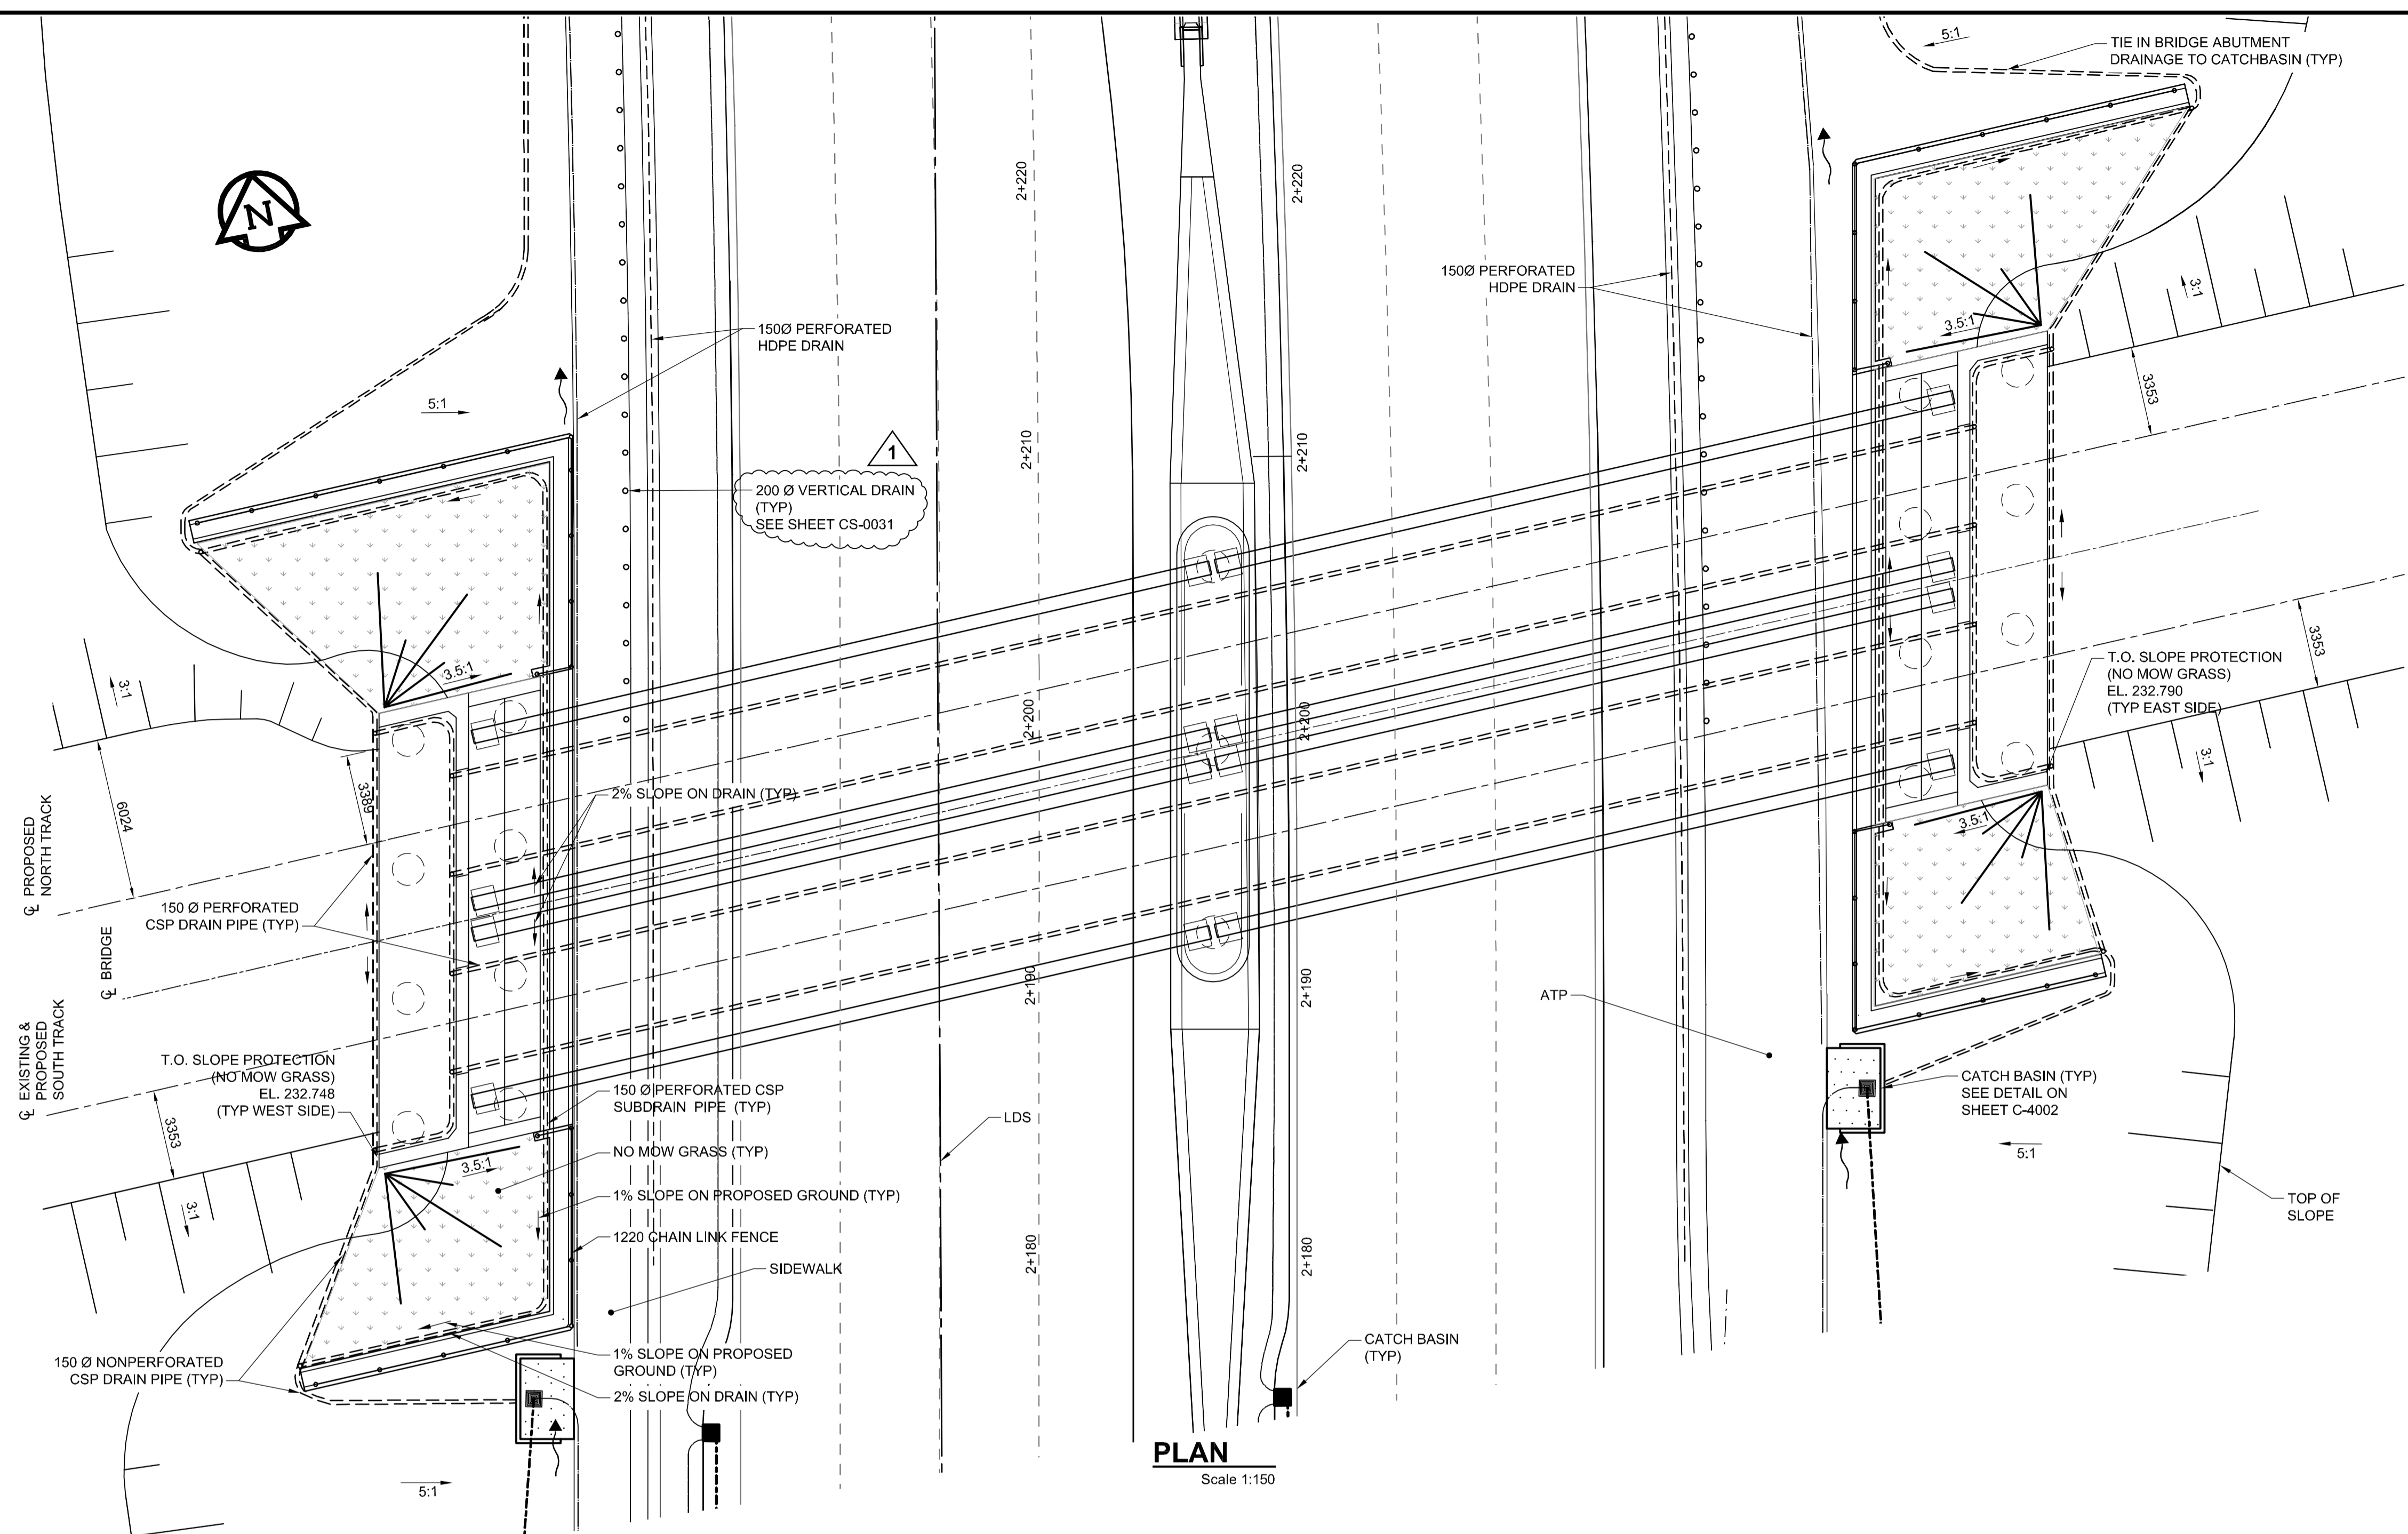 5:1
TIE IN BRIDGE ABUTMENT
DRAINAGE TO CATCHBASIN (TYP)
N
2+220
2+220
150Ø PERFORATED
HDPE DRAIN
3:1
150Ø PERFORATED
HDPE DRAIN
3.5:1
3353
5:1
1
2+210
2+210
200 Ø VERTICAL DRAIN
(TYP)
SEE SHEET CS-0031
3353
3.5:1
3:1
T.O. SLOPE PROTECTION
(NO MOW GRASS)
EL. 232.790
(TYP EAST SIDE)
2+200
2+200
3:1
3389
6024
2% SLOPE ON DRAIN (TYP)
3.5:1
℄ PROPOSED
NORTH TRACK
150 Ø PERFORATED
CSP DRAIN PIPE (TYP)
℄ BRIDGE
2+190
2+190
ATP
℄ EXISTING &
PROPOSED
SOUTH TRACK
T.O. SLOPE PROTECTION
(NO MOW GRASS)
EL. 232.748
(TYP WEST SIDE)
150 Ø PERFORATED CSP
SUBDRAIN PIPE (TYP)
CATCH BASIN (TYP)
SEE DETAIL ON
SHEET C-4002
LDS
3353
5:1
NO MOW GRASS (TYP)
3.5:1
1% SLOPE ON PROPOSED GROUND (TYP)
TOP OF
SLOPE
3:1
1220 CHAIN LINK FENCE
2+180
2+180
SIDEWALK
CATCH BASIN
(TYP)
1% SLOPE ON PROPOSED
GROUND (TYP)
150 Ø NONPERFORATED
CSP DRAIN PIPE (TYP)
2% SLOPE ON DRAIN (TYP)
PLAN
Scale 1:150
5:1